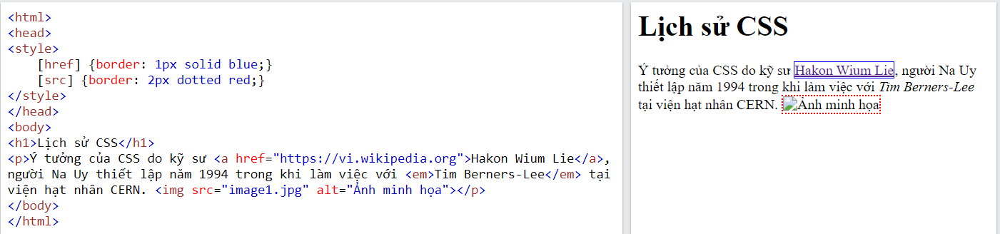 <html>
<head>
<style>
    [href] {border: 1px solid blue;}
    [src] {border: 2px dotted red;}
</style>
</head>
<body>
<h1>Lịch sử CSS</h1>
<p>Ý tưởng của CSS do kỹ sư <a href="https://vi.wikipedia.org">Hakon Wium Lie</a>,
người Na Uy thiết lập năm 1994 trong khi làm việc với <em>Tim Berners-Lee</em> tại
viện hạt nhân CERN. <img src="image1.jpg" alt="Ảnh minh họa"></p>
</body>
</html>
Lịch sử CSS
Ý tưởng của CSS do kỹ sư Hakon Wium Lie, người Na Uy
thiết lập năm 1994 trong khi làm việc với Tim Berners-Lee
tại viện hạt nhân CERN. Ảnh minh họa